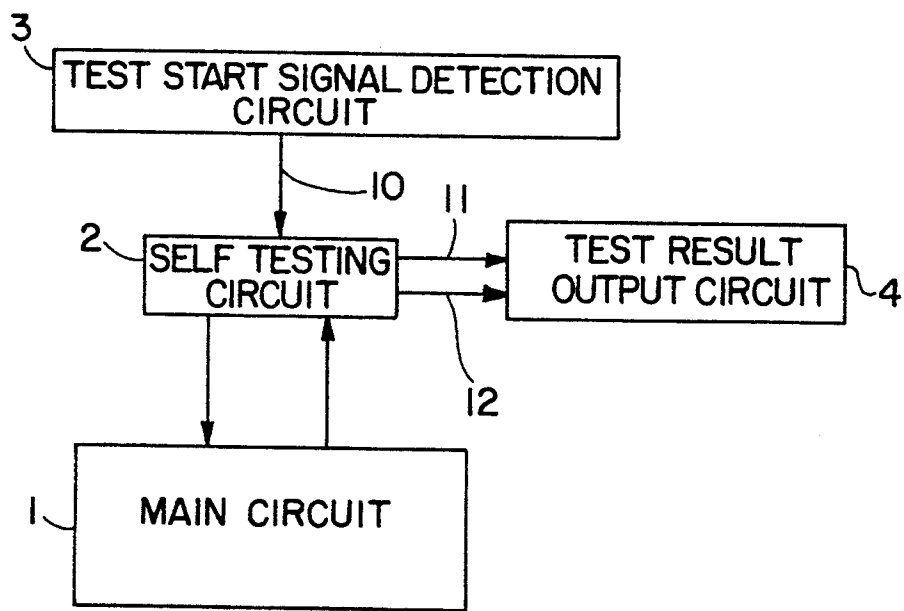 3
TEST START SIGNAL DETECTION
CIRCUIT
10
11
2
SELF TESTING
CIRCUIT
TEST RESULT
OUTPUT CIRCUIT
4
12
1
MAIN CIRCUIT